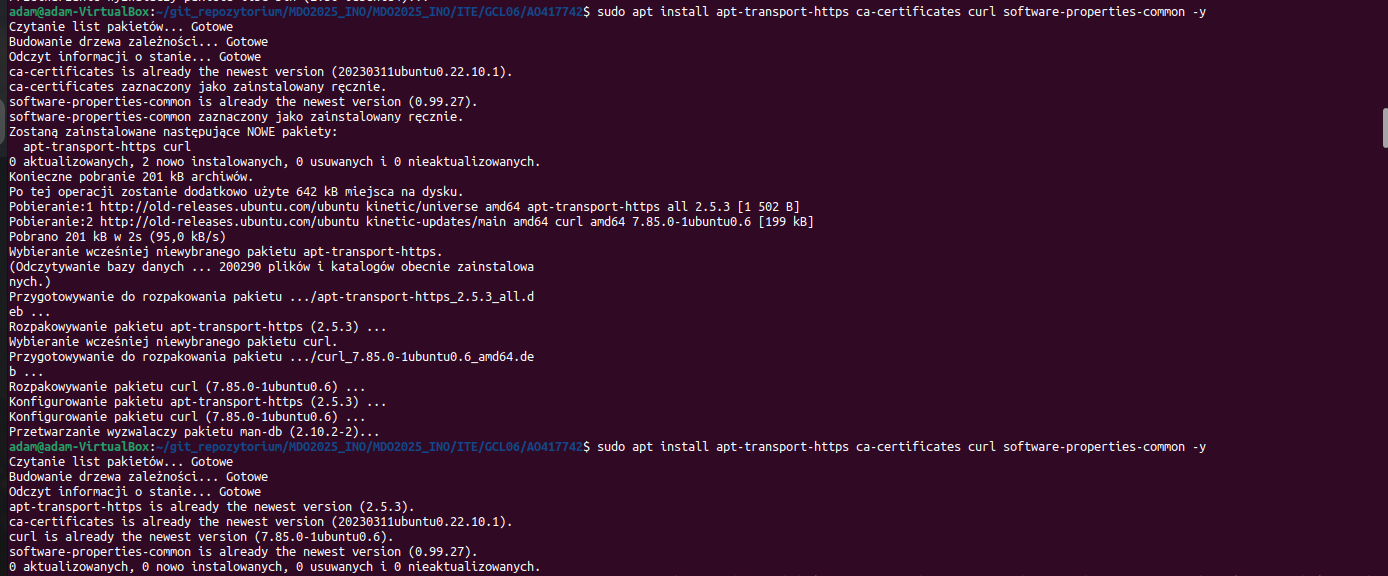 adam@adam-VirtualBox:~/git_repozytorium/MDO2025_INO/MDO2025_INO/ITE/GCL06/AO417742$ sudo apt install apt-transport-https ca-certificates curl software-properties-common -y
Czytanie list pakietów... Gotowe
Budowanie drzewa zależności... Gotowe
Odczyt informacji o stanie... Gotowe
ca-certificates is already the newest version (20230311ubuntu0.22.10.1).
ca-certificates zaznaczony jako zainstalowany ręcznie.
software-properties-common is already the newest version (0.99.27).
software-properties-common zaznaczony jako zainstalowany ręcznie.
Zostaną zainstalowane następujące NOWE pakiety:
  apt-transport-https curl
0 aktualizowanych, 2 nowo instalowanych, 0 usuwanych i 0 nieaktualizowanych.
Konieczne pobranie 201 kB archiwów.
Po tej operacji zostanie dodatkowo użyte 642 kB miejsca na dysku.
Pobieranie:1 http://old-releases.ubuntu.com/ubuntu kinetic/universe amd64 apt-transport-https all 2.5.3 [1 502 B]
Pobieranie:2 http://old-releases.ubuntu.com/ubuntu kinetic-updates/main amd64 curl amd64 7.85.0-1ubuntu0.6 [199 kB]
Pobrano 201 kB w 2s (95,0 kB/s)
Wybieranie wcześniej niewybranego pakietu apt-transport-https.
(Odczytywanie bazy danych ... 200290 plików i katalogów obecnie zainstalowa
nych.)
Przygotowywanie do rozpakowania pakietu .../apt-transport-https_2.5.3_all.d
eb ...
Rozpakowywanie pakietu apt-transport-https (2.5.3) ...
Wybieranie wcześniej niewybranego pakietu curl.
Przygotowywanie do rozpakowania pakietu .../curl_7.85.0-1ubuntu0.6_amd64.de
b ...
Rozpakowywanie pakietu curl (7.85.0-1ubuntu0.6) ...
Konfigurowanie pakietu apt-transport-https (2.5.3) ...
Konfigurowanie pakietu curl (7.85.0-1ubuntu0.6) ...
Przetwarzanie wyzwalaczy pakietu man-db (2.10.2-2)...
adam@adam-VirtualBox:~/git_repozytorium/MDO2025_INO/MDO2025_INO/ITE/GCL06/AO417742$ sudo apt install apt-transport-https ca-certificates curl software-properties-common -y
Czytanie list pakietów... Gotowe
Budowanie drzewa zależności... Gotowe
Odczyt informacji o stanie... Gotowe
apt-transport-https is already the newest version (2.5.3).
ca-certificates is already the newest version (20230311ubuntu0.22.10.1).
curl is already the newest version (7.85.0-1ubuntu0.6).
software-properties-common is already the newest version (0.99.27).
0 aktualizowanych, 0 nowo instalowanych, 0 usuwanych i 0 nieaktualizowanych.